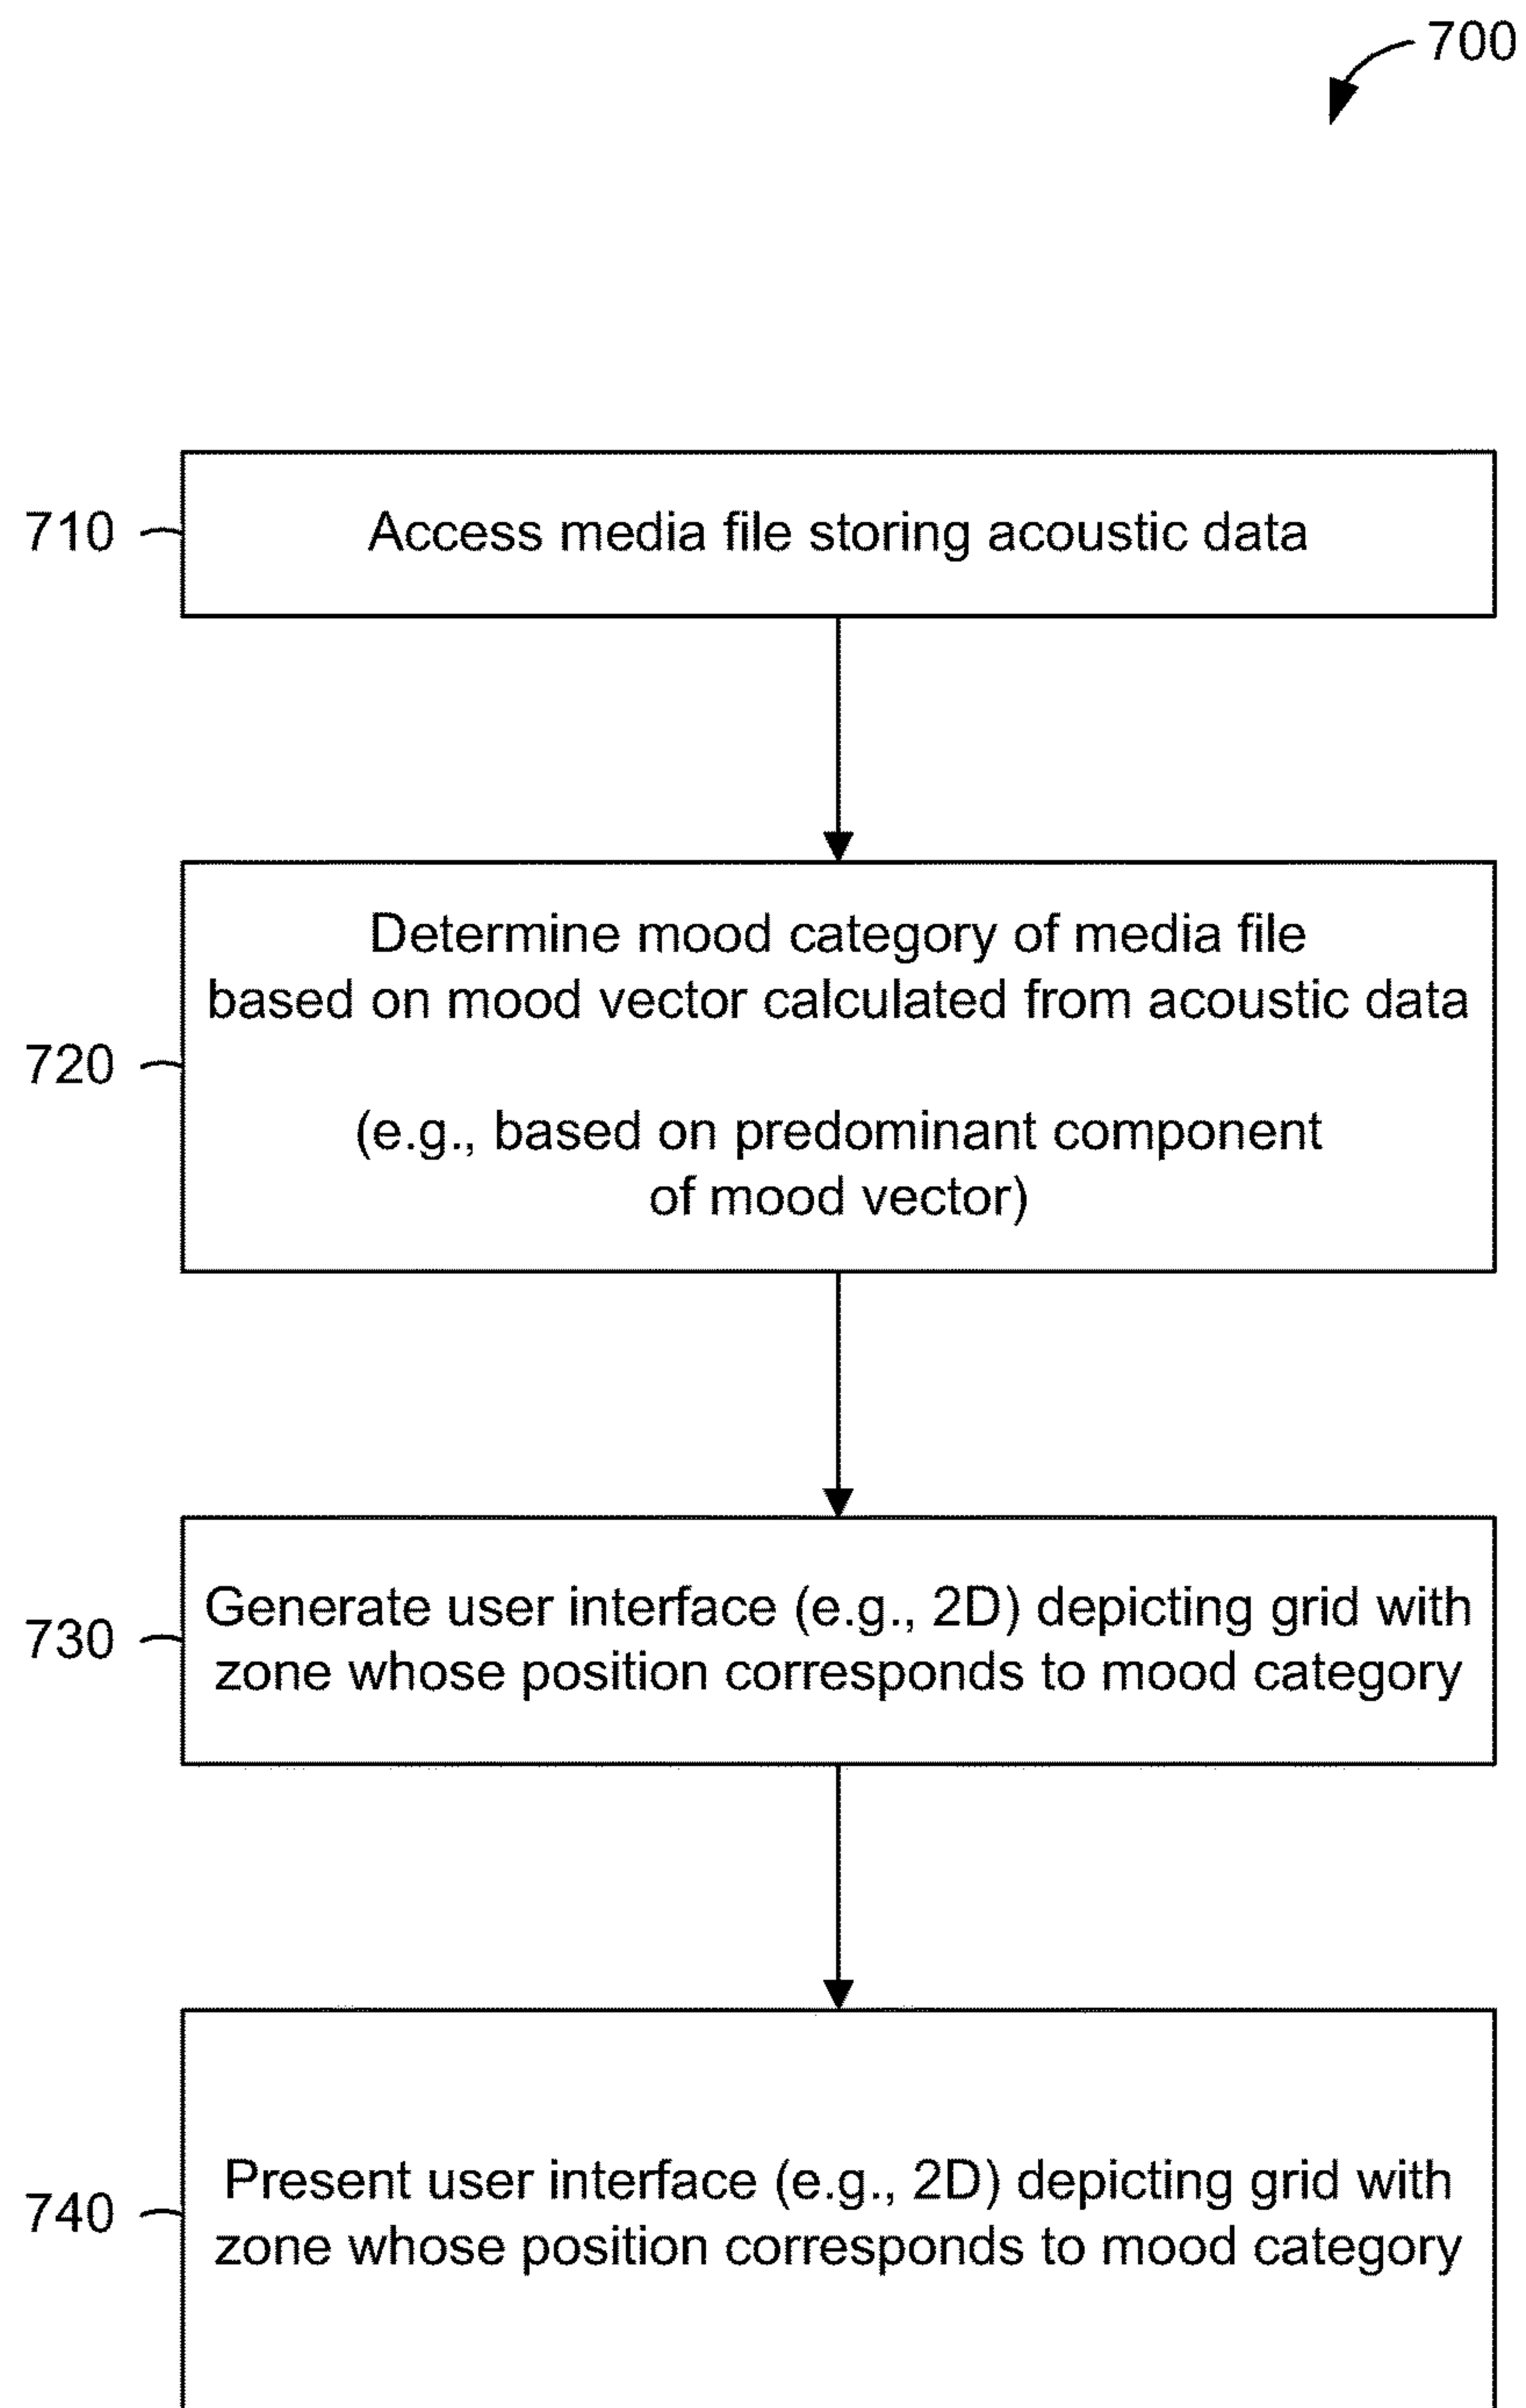 700
710
Access media file storing acoustic data
Determine mood category of media file
based on mood vector calculated from acoustic data
720
(e.g., based on predominant component
of mood vector)
Generate user interface (e.g., 2D) depicting grid with
730
zone whose position corresponds to mood category
Present user interface (e.g., 2D) depicting grid with
740
zone whose position corresponds to mood category